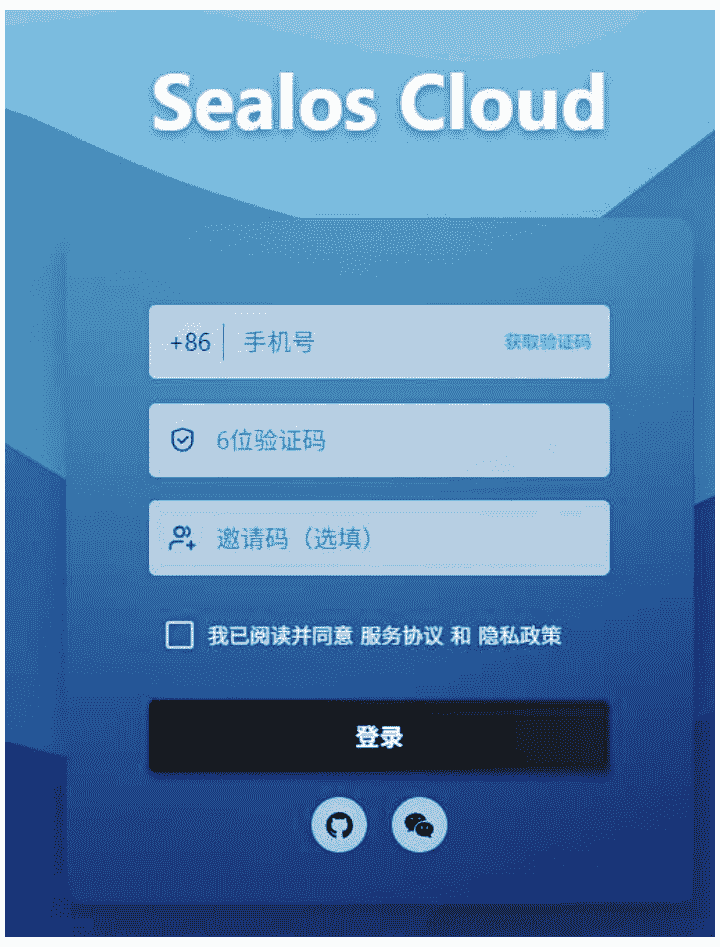 Sealos Cloud
+86 手机号 获取验证码
6位验证码
邀请码（选填）
我已阅读并同意 服务协议 和 隐私政策
登录